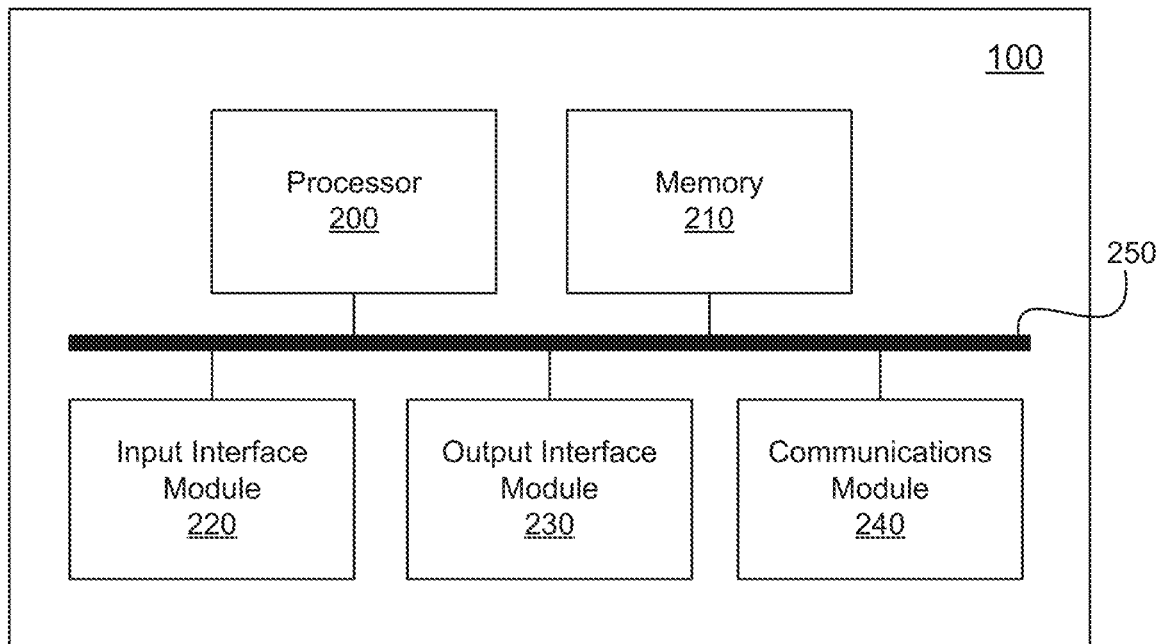 100
Processor
200
Memory
210
250
Input Interface
Module
220
Output Interface
Module
230
Communications
Module
240